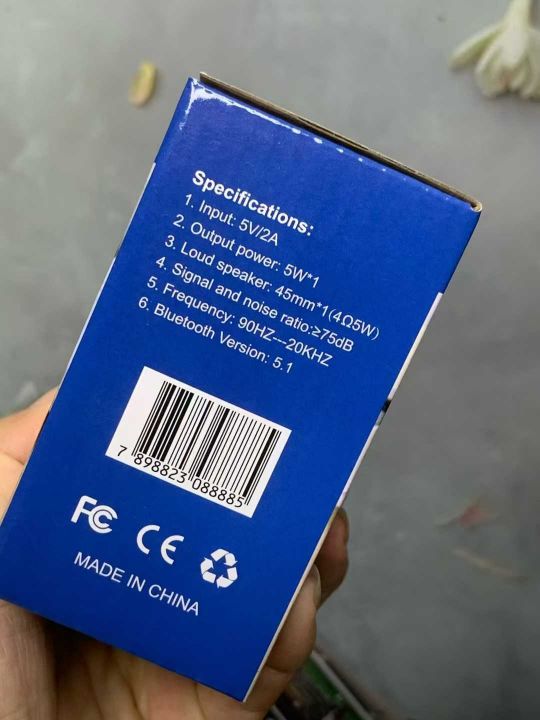 Specifications:
1. Input: 5V/2A
2. Output power: 5W*1
3. Loud speaker: 45mm*1(4Ω5W)
4. Signal and noise ratio:≥75dB
5. Frequency: 90HZ---20KHZ
6. Bluetooth Version: 5.1
7 898823 088885
FC CE
MADE IN CHINA